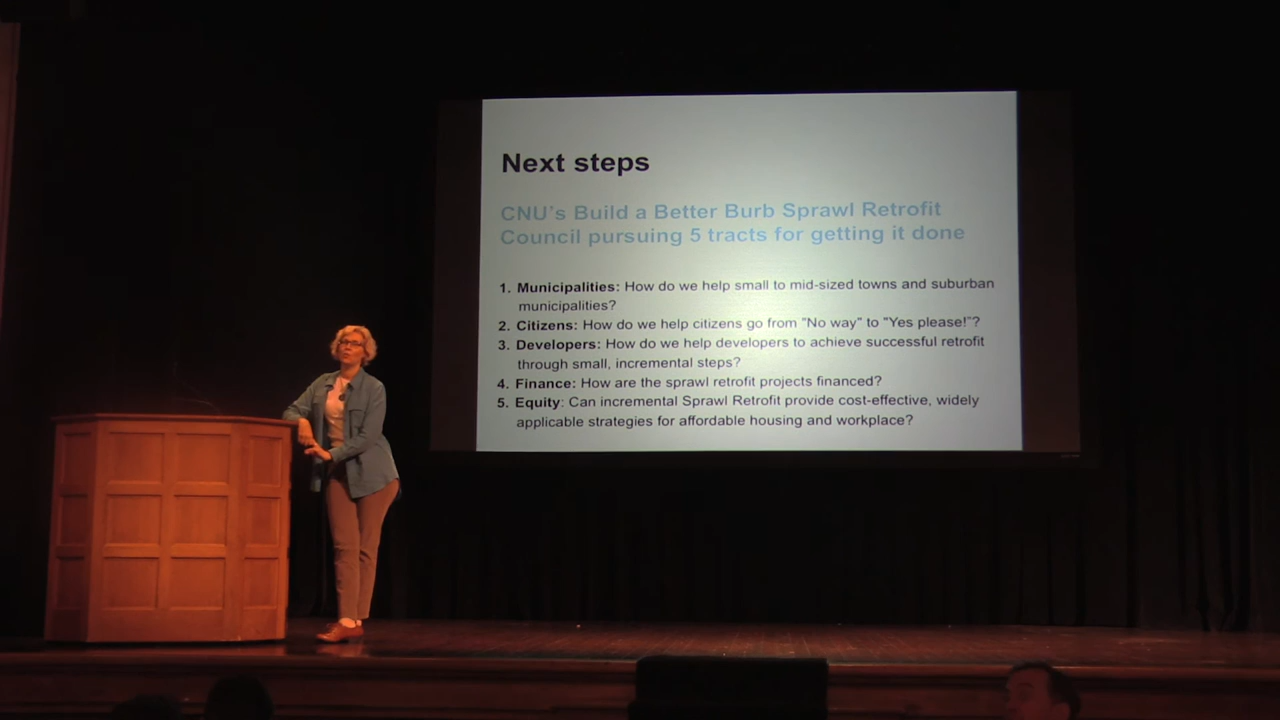 Next steps
CNU's Build a Better Burb Sprawl Retrofit
Council pursuing 5 tracts for getting it done
1. Municipalities: How do we help small to mid-sized towns and suburban
municipalities?
2. Citizens: How do we help citizens go from "No way" to "Yes please!"?
3. Developers: How do we help developers to achieve successful retrofit
through small, incremental steps?
4. Finance: How are the sprawl retrofit projects financed?
5. Equity: Can incremental Sprawl Retrofit provide cost-effective, widely
applicable strategies for affordable housing and workplace?